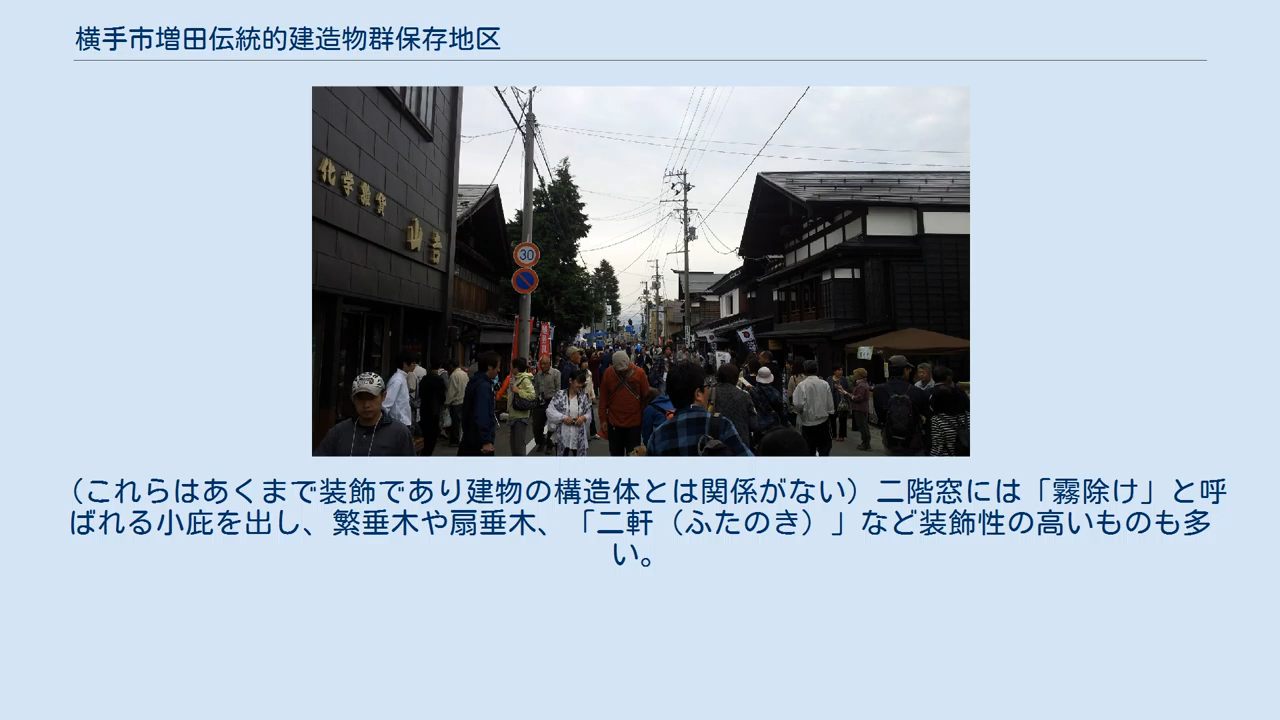 横手市増田伝統的建造物群保存地区
化学雑貨
山吉
30
（これらはあくまで装飾であり建物の構造体とは関係がない）二階窓には「霧除け」と呼
ばれる小庇を出し、繁垂木や扇垂木、「二軒（ふたのき）」など装飾性の高いものも多
い。